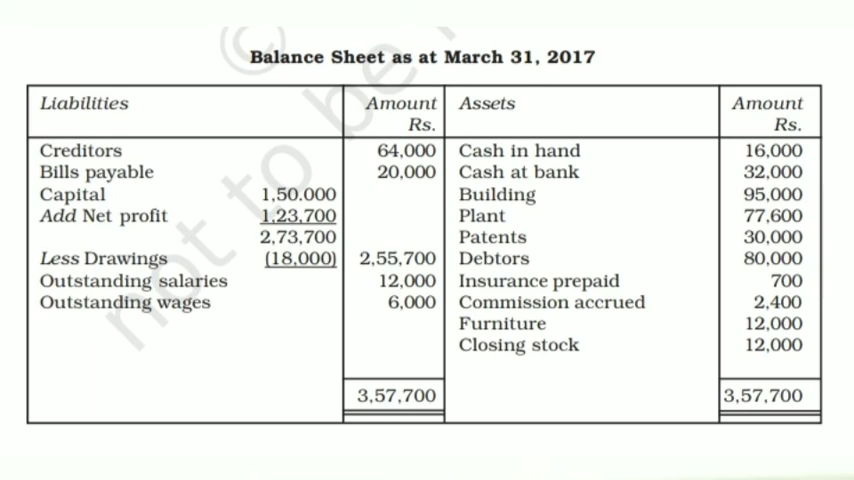 Balance Sheet as at March 31, 2017
Liabilities Amount Assets Amount
Rs. Rs.
Creditors 64,000 Cash in hand 16,000
Bills payable 20,000 Cash at bank 32,000
Capital 1,50.000 Building 95,000
Add Net profit 1,23,700 Plant 77,600
2,73,700 Patents 30,000
Less Drawings (18,000) 2,55,700 Debtors 80,000
Outstanding salaries 12,000 Insurance prepaid 700
Outstanding wages 6,000 Commission accrued 2,400
Furniture 12,000
Closing stock 12,000
3,57,700 3,57,700
©
not to be